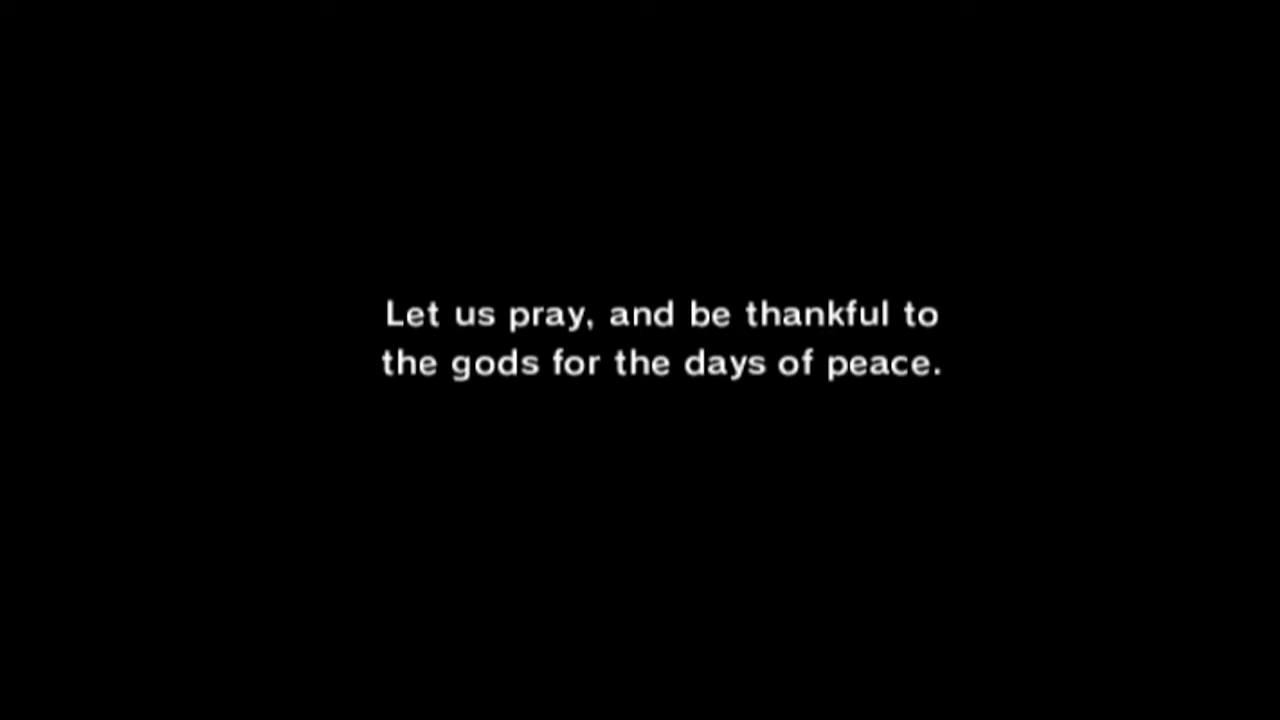 Let us pray, and be thankful to
the gods for the days of peace.